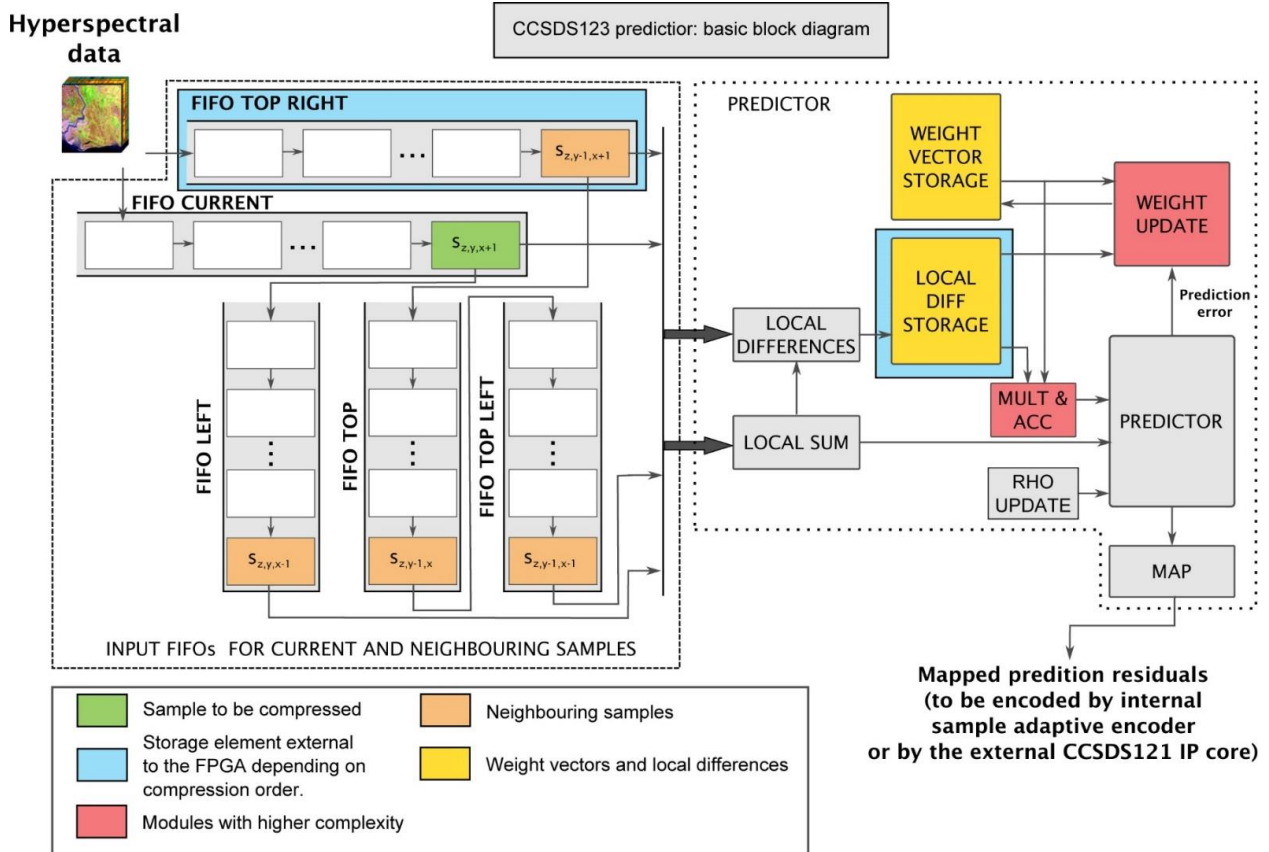 CCSDS123 predictior: basic block diagram
Hyperspectral
data
FIFO TOP RIGHT
...
S z,y-1,x+1
FIFO CURRENT
...
S z,y,x+1
FIFO LEFT
...
S z,y,x-1
FIFO TOP
...
S z,y-1,x
FIFO TOP LEFT
...
S z,y-1,x-1
INPUT FIFOs FOR CURRENT AND NEIGHBOURING SAMPLES
PREDICTOR
WEIGHT
VECTOR
STORAGE
WEIGHT
UPDATE
LOCAL
DIFF
STORAGE
LOCAL
DIFFERENCES
Prediction
error
MULT &
ACC
PREDICTOR
LOCAL SUM
RHO
UPDATE
MAP
Mapped predition residuals
(to be encoded by internal
sample adaptive encoder
or by the external CCSDS121 IP core)
Sample to be compressed
Storage element external
to the FPGA depending on
compression order.
Modules with higher complexity
Neighbouring samples
Weight vectors and local differences